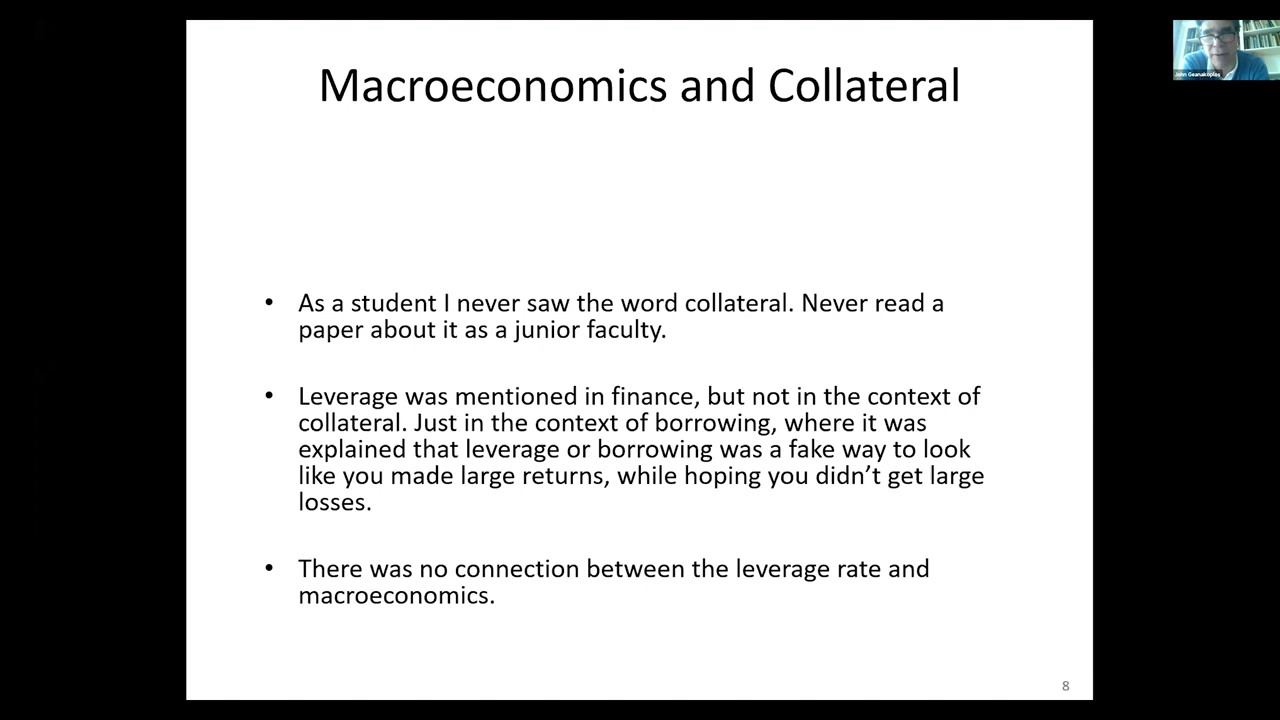 Macroeconomics and Collateral
John Geanakoplos
• As a student I never saw the word collateral. Never read a
paper about it as a junior faculty.
• Leverage was mentioned in finance, but not in the context of
collateral. Just in the context of borrowing, where it was
explained that leverage or borrowing was a fake way to look
like you made large returns, while hoping you didn’t get large
losses.
• There was no connection between the leverage rate and
macroeconomics.
8